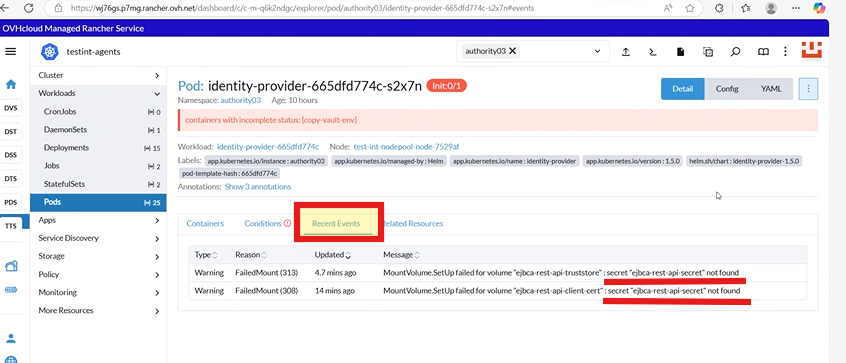 https://wj76gs.p7mg.rancher.ovh.net/dashboard/c/c-m-q6k2ndgc/explorer/pod/authority03/identity-provider-665dfd774c-s2x7n#events
OVHcloud Managed Rancher Service
testint-agents
authority03
Cluster
Workloads
CronJobs 0
DaemonSets 1
Deployments 15
Jobs 2
StatefulSets 2
Pods 25
Apps
Service Discovery
Storage
Policy
Monitoring
More Resources
DVS
DST
DSS
DTS
PDS
TTS
Pod: identity-provider-665dfd774c-s2x7n Init:0/1
Detail Config YAML
Namespace: authority03 Age: 10 hours
containers with incomplete status: [copy-vault-env]
Workload: identity-provider-665dfd774c Node: test-int-nodepool-node-7529af
Labels: app.kubernetes.io/instance : authority03 app.kubernetes.io/managed-by : Helm app.kubernetes.io/name : identity-provider app.kubernetes.io/version : 1.5.0 helm.sh/chart : identity-provider-1.5.0
pod-template-hash : 665dfd774c
Annotations: Show 3 annotations
Containers Conditions Recent Events Related Resources
Type Reason Updated Message
Warning FailedMount (313) 4.7 mins ago MountVolume.SetUp failed for volume "ejbca-rest-api-truststore" : secret "ejbca-rest-api-secret" not found
Warning FailedMount (308) 14 mins ago MountVolume.SetUp failed for volume "ejbca-rest-api-client-cert" : secret "ejbca-rest-api-secret" not found